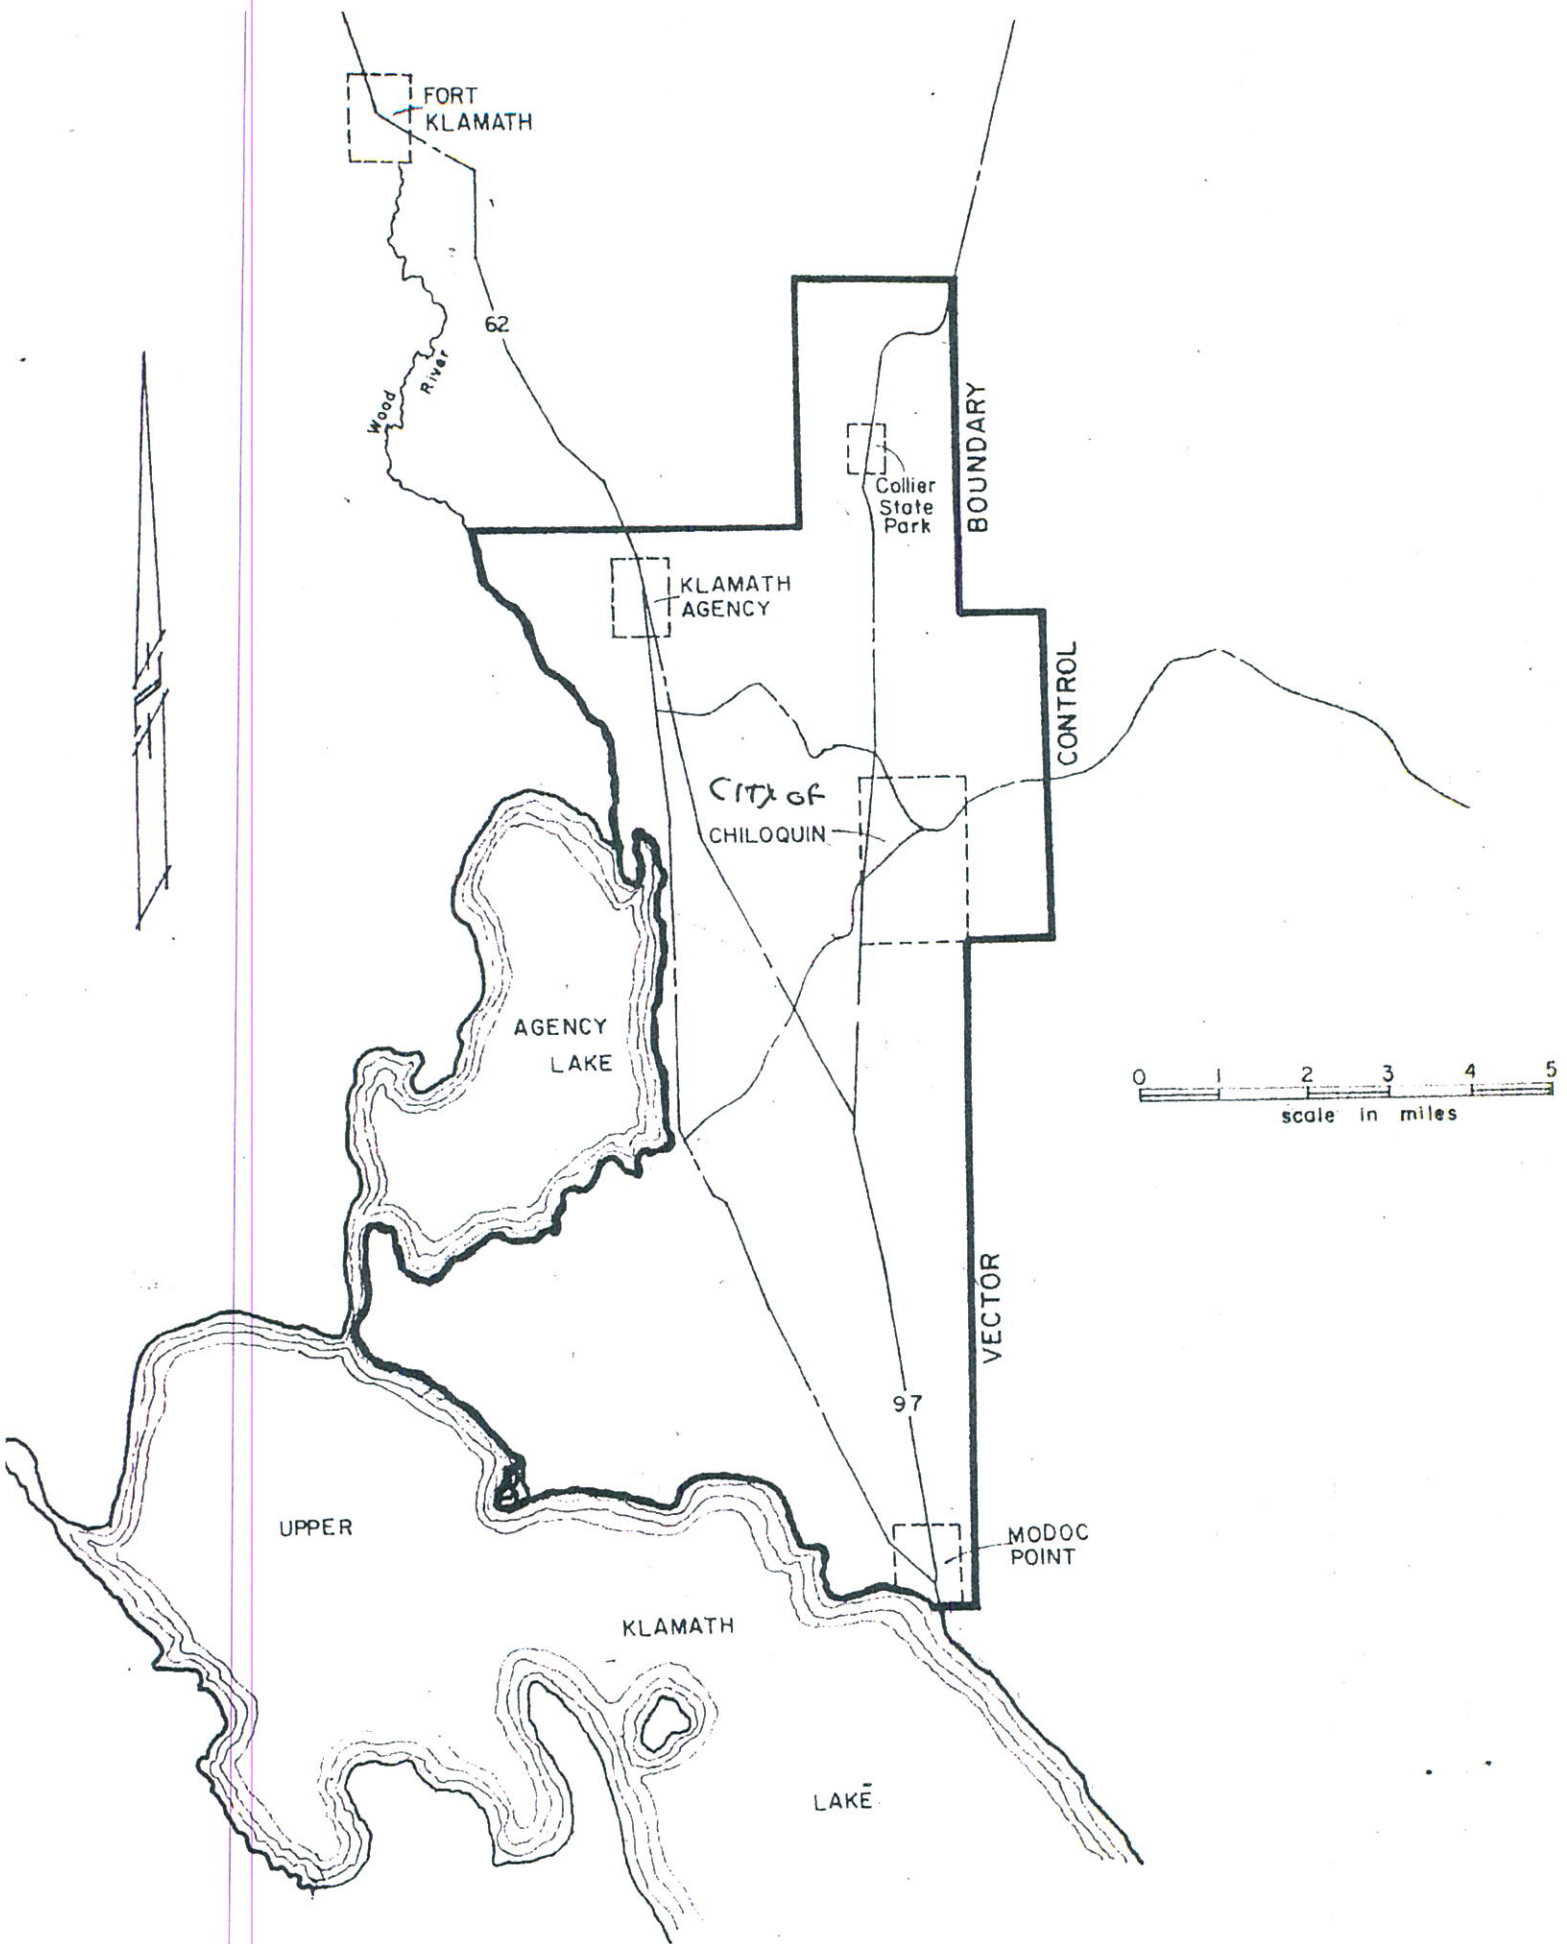 FORT
KLAMATH
62
Wood
River
BOUNDARY
Collier
State
Park
KLAMATH
AGENCY
CONTROL
CITY OF
CHILOQUIN
AGENCY
LAKE
0 1 2 3 4 5
scale in miles
VECTOR
97
UPPER
MODOC
POINT
KLAMATH
LAKE